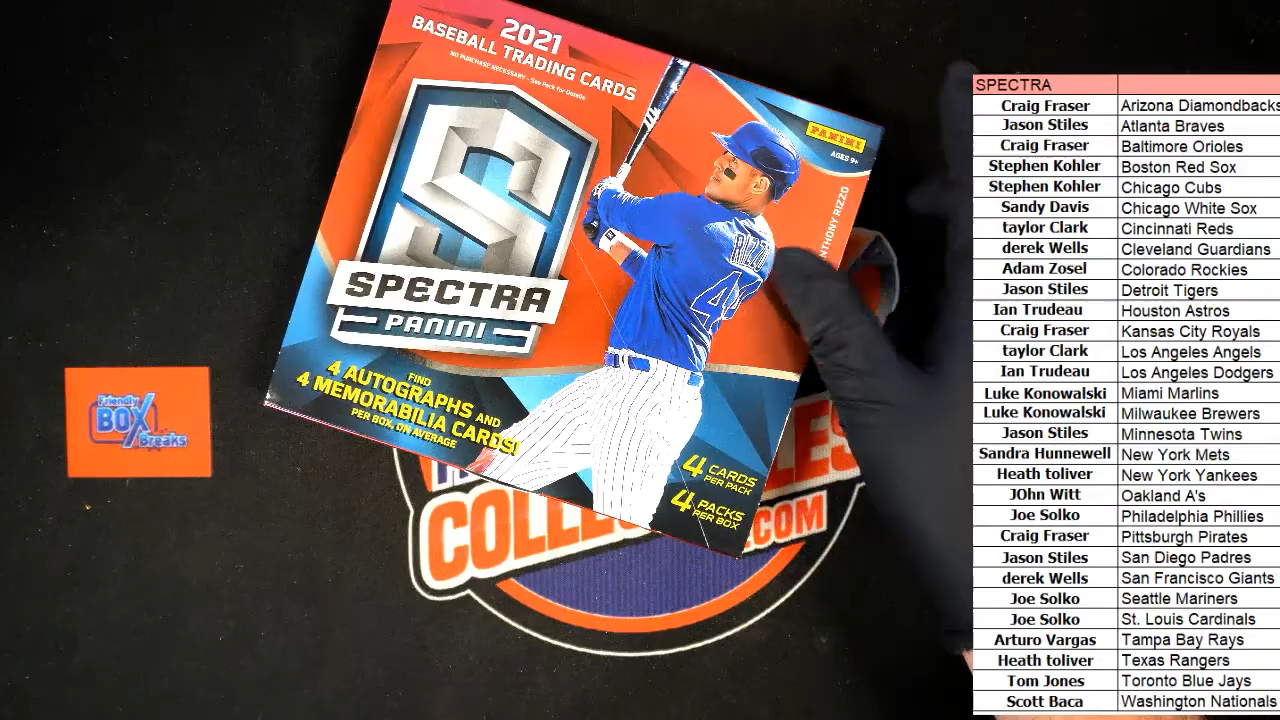 2021
BASEBALL TRADING CARDS
NO PURCHASE NECESSARY - See Pack for Details
PANINI
AGES 9+
NTHONY RIZZO
S
SPECTRA
PANINI
RIZZO
44
FIND
4 AUTOGRAPHS AND
4 MEMORABILIA CARDS!
PER BOX, ON AVERAGE
4 CARDS
PER PACK
4 PACKS
PER BOX
Friendly
BOX
Breaks
COLLE
LES
.COM
SPECTRA
Craig Fraser Arizona Diamondbacks
Jason Stiles Atlanta Braves
Craig Fraser Baltimore Orioles
Stephen Kohler Boston Red Sox
Stephen Kohler Chicago Cubs
Sandy Davis Chicago White Sox
taylor Clark Cincinnati Reds
derek Wells Cleveland Guardians
Adam Zosel Colorado Rockies
Jason Stiles Detroit Tigers
Ian Trudeau Houston Astros
Craig Fraser Kansas City Royals
taylor Clark Los Angeles Angels
Ian Trudeau Los Angeles Dodgers
Luke Konowalski Miami Marlins
Luke Konowalski Milwaukee Brewers
Jason Stiles Minnesota Twins
Sandra Hunnewell New York Mets
Heath toliver New York Yankees
JOhn Witt Oakland A's
Joe Solko Philadelphia Phillies
Craig Fraser Pittsburgh Pirates
Jason Stiles San Diego Padres
derek Wells San Francisco Giants
Joe Solko Seattle Mariners
Joe Solko St. Louis Cardinals
Arturo Vargas Tampa Bay Rays
Heath toliver Texas Rangers
Tom Jones Toronto Blue Jays
Scott Baca Washington Nationals